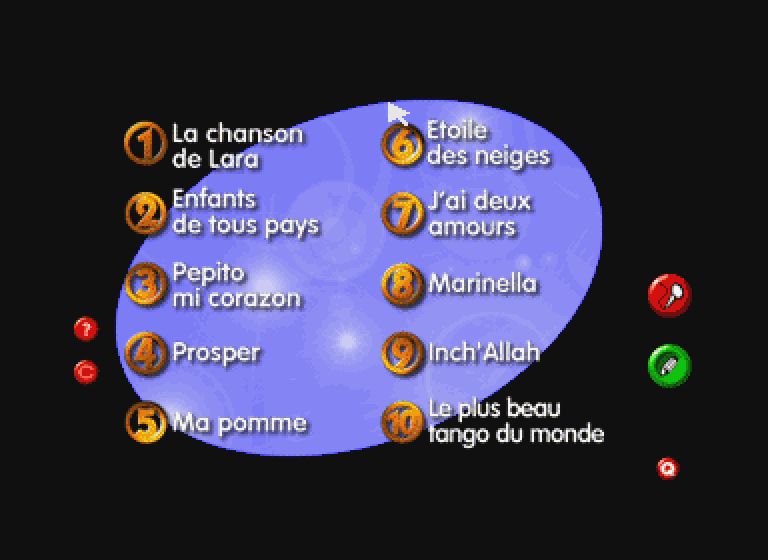 1 La chanson
de Lara
2 Enfants
de tous pays
3 Pepito
mi corazon
4 Prosper
5 Ma pomme
6 Etoile
des neiges
7 J'ai deux
amours
8 Marinella
9 Inch'Allah
10 Le plus beau
tango du monde
?
C
Q